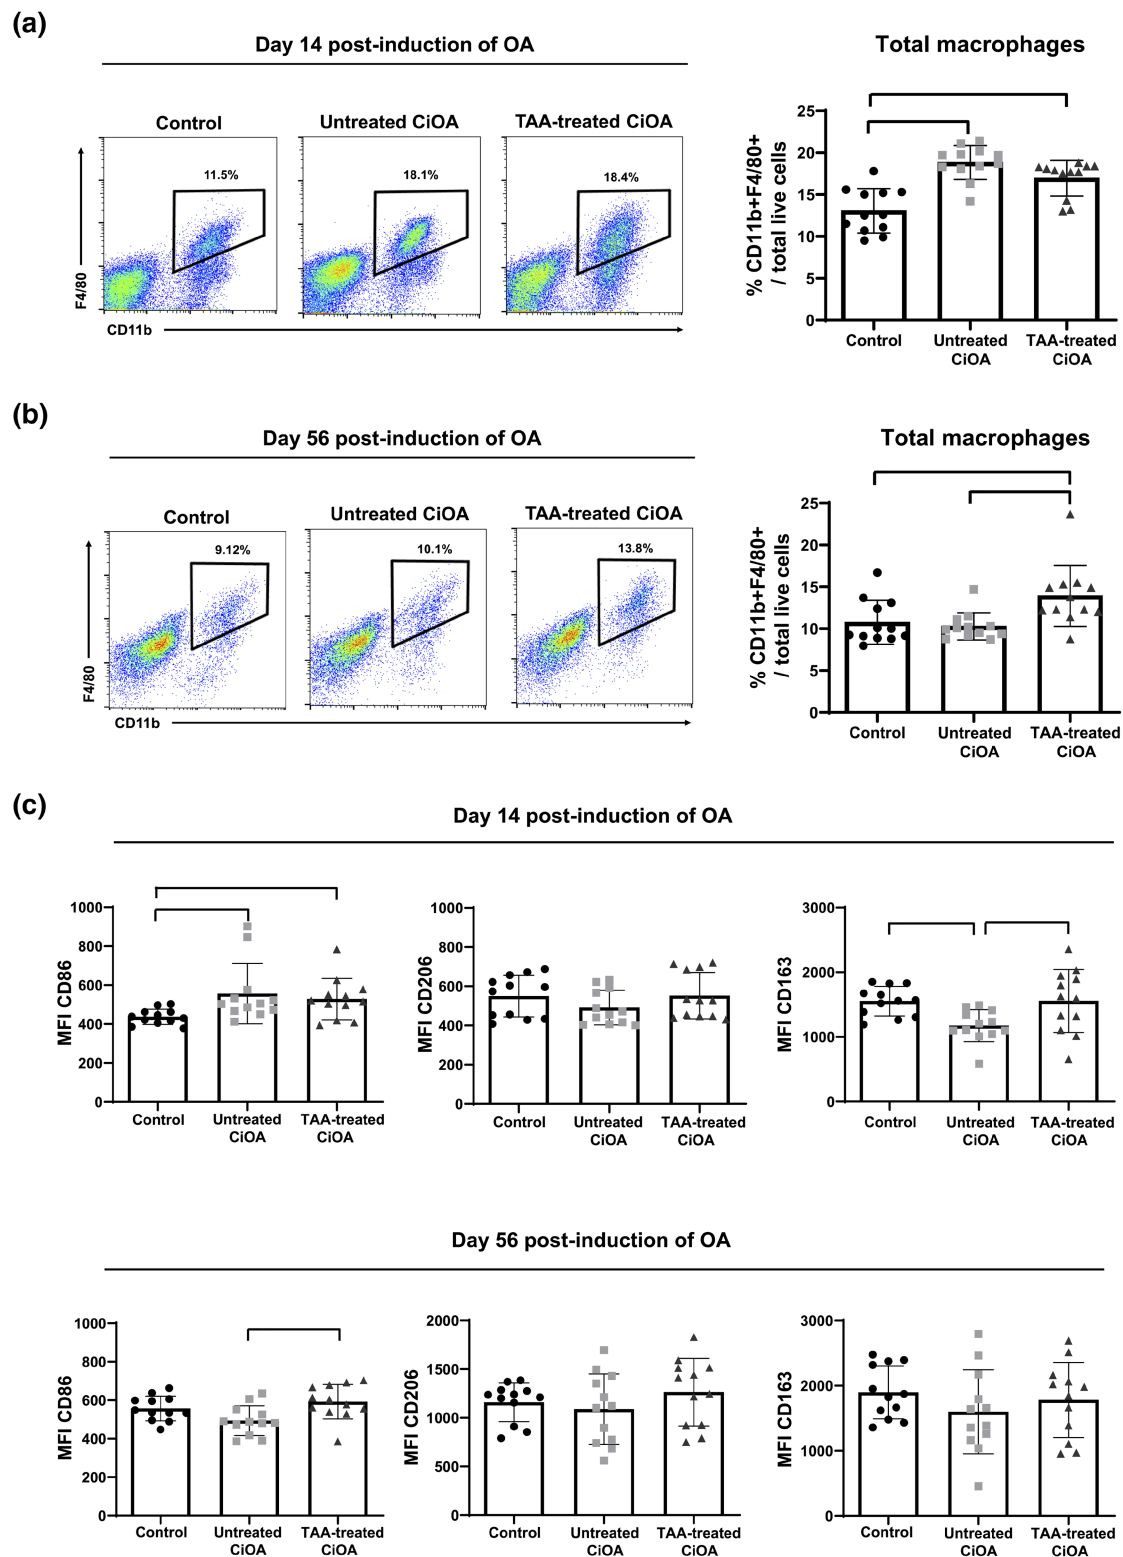 (a)
Day 14 post-induction of OA
Total macrophages
Control
Untreated CiOA
TAA-treated CiOA
11.5%
18.1%
18.4%
F4/80
CD11b
% CD11b+F4/80+
/ total live cells
25
20
15
10
5
0
Control
Untreated
CiOA
TAA-treated
CiOA
(b)
Day 56 post-induction of OA
Total macrophages
Control
Untreated CiOA
TAA-treated CiOA
9.12%
10.1%
13.8%
F4/80
CD11b
% CD11b+F4/80+
/ total live cells
25
20
15
10
5
0
Control
Untreated
CiOA
TAA-treated
CiOA
(c)
Day 14 post-induction of OA
MFI CD86
1000
800
600
400
200
0
Control
Untreated
CiOA
TAA-treated
CiOA
MFI CD206
1000
800
600
400
200
0
Control
Untreated
CiOA
TAA-treated
CiOA
MFI CD163
3000
2000
1000
0
Control
Untreated
CiOA
TAA-treated
CiOA
Day 56 post-induction of OA
MFI CD86
1000
800
600
400
200
0
Control
Untreated
CiOA
TAA-treated
CiOA
MFI CD206
2000
1500
1000
500
0
Control
Untreated
CiOA
TAA-treated
CiOA
MFI CD163
3000
2000
1000
0
Control
Untreated
CiOA
TAA-treated
CiOA